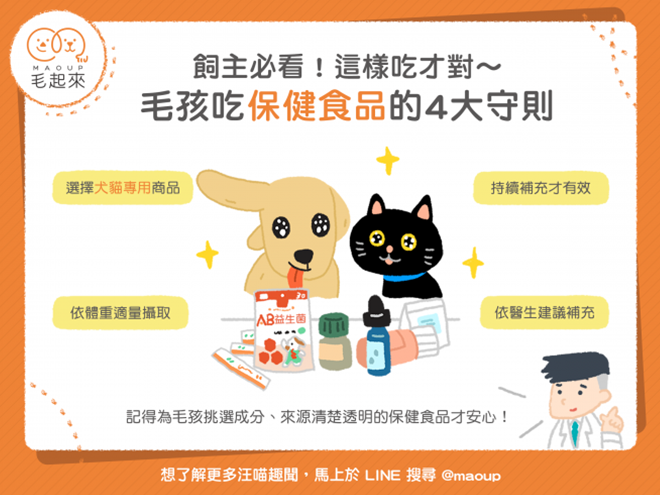 MAOUP
毛起來
飼主必看！這樣吃才對～
毛孩吃保健食品的4大守則
選擇犬貓專用商品
持續補充才有效
依體重適量攝取
依醫生建議補充
30
AB益生菌
記得為毛孩挑選成分、來源清楚透明的保健食品才安心！
想了解更多汪喵趣聞，馬上於 LINE 搜尋 @maoup